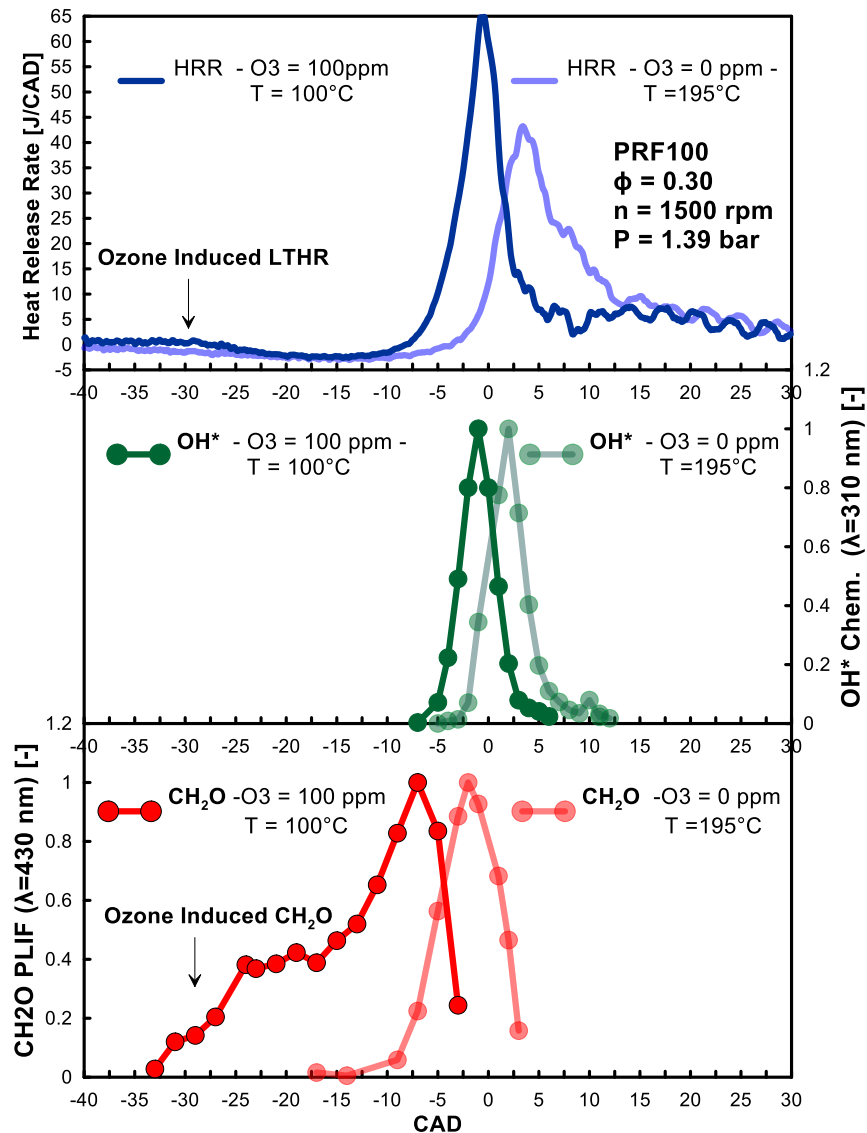 HRR - O3 = 100ppm
T = 100°C
HRR - O3 = 0 ppm -
T =195°C
PRF100
ϕ = 0.30
n = 1500 rpm
P = 1.39 bar
Ozone Induced LTHR
Heat Release Rate [J/CAD]
65
60
55
50
45
40
35
30
25
20
15
10
5
0
-5
-40 -35 -30 -25 -20 -15 -10 -5 0 5 10 15 20 25 30
OH* - O3 = 100 ppm -
T = 100°C
OH* - O3 = 0 ppm
T =195°C
OH* Chem. (λ=310 nm) [-]
1.2
1
0.8
0.6
0.4
0.2
0
-40 -35 -30 -25 -20 -15 -10 -5 0 5 10 15 20 25 30
CH₂O -O3 = 100 ppm
T = 100°C
CH₂O -O3 = 0 ppm
T =195°C
Ozone Induced CH₂O
CH2O PLIF (λ=430 nm) [-]
1.2
1
0.8
0.6
0.4
0.2
0
-40 -35 -30 -25 -20 -15 -10 -5 0 5 10 15 20 25 30
CAD